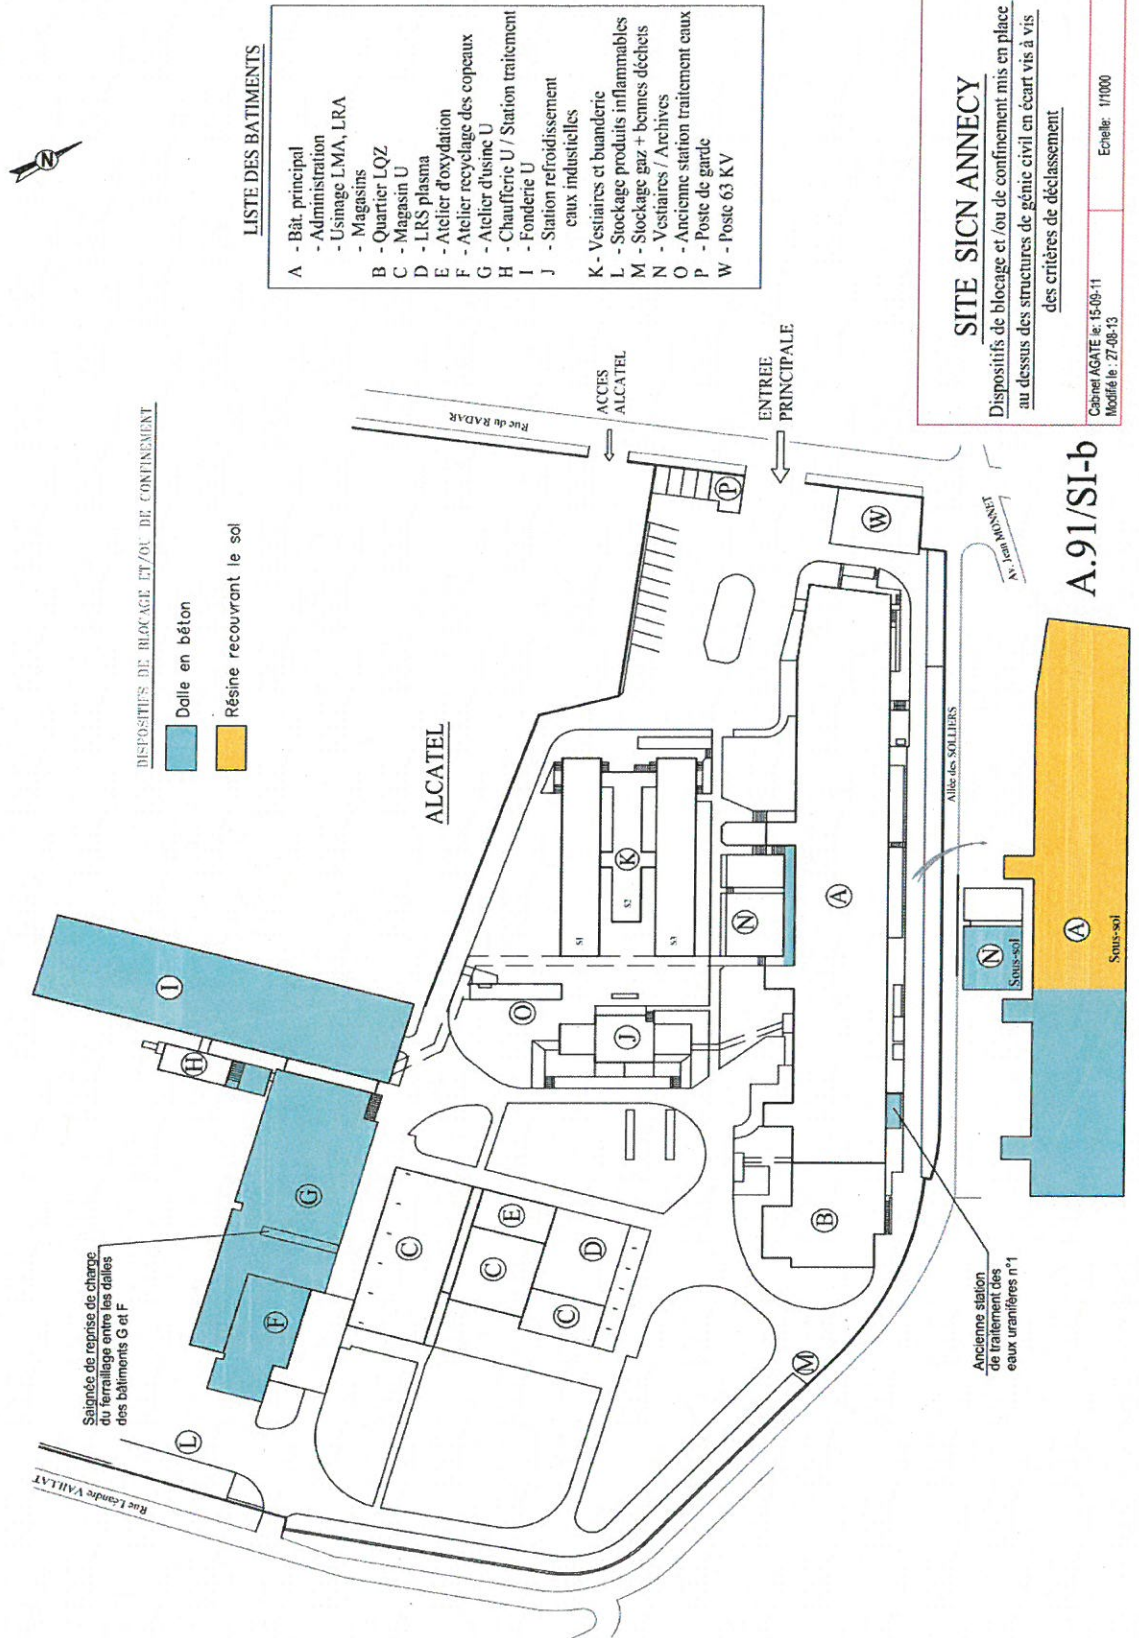 LISTE DES BATIMENTS
A - Bât. principal
- Administration
- Usinage LMA, LRA
- Magasins
B - Quartier LQZ
C - Magasin U
D - LRS plasma
E - Atelier d'oxydation
F - Atelier recyclage des copeaux
G - Atelier d'usine U
H - Chaufferie U / Station traitement
I - Fonderie U
J - Station refroidissement
eaux industielles
K - Vestiaires et buanderie
L - Stockage produits inflammables
M - Stockage gaz + bennes déchets
N - Vestiaires / Archives
O - Ancienne station traitement eaux
P - Poste de garde
W - Poste 63 KV
N
DISPOSITIFS DE BLOCAGE ET/OU DE CONFINEMENT
Dalle en béton
Résine recouvrant le sol
Rue du RADAR
ACCES
ALCATEL
ENTREE
PRINCIPALE
ALCATEL
P
W
K
S1
S2
S3
N
A
O
J
I
H
G
F
C
E
C
D
C
B
M
L
Saignée de reprise de charge
du ferraillage entre les dalles
des bâtiments G et F
Rue Léandre VAILLAT
Ancienne station
de traitement des
eaux uranifères n°1
Allée des SOLLIERS
Av. Jean MONNET
N
Sous-sol
A
Sous-sol
A.91/SI-b
SITE SICN ANNECY
Dispositifs de blocage et /ou de confinement mis en place
au dessus des structures de génie civil en écart vis à vis
des critères de déclassement
Cabinet AGATE le: 15-09-11
Modifié le : 27-08-13
Echelle: 1/1000